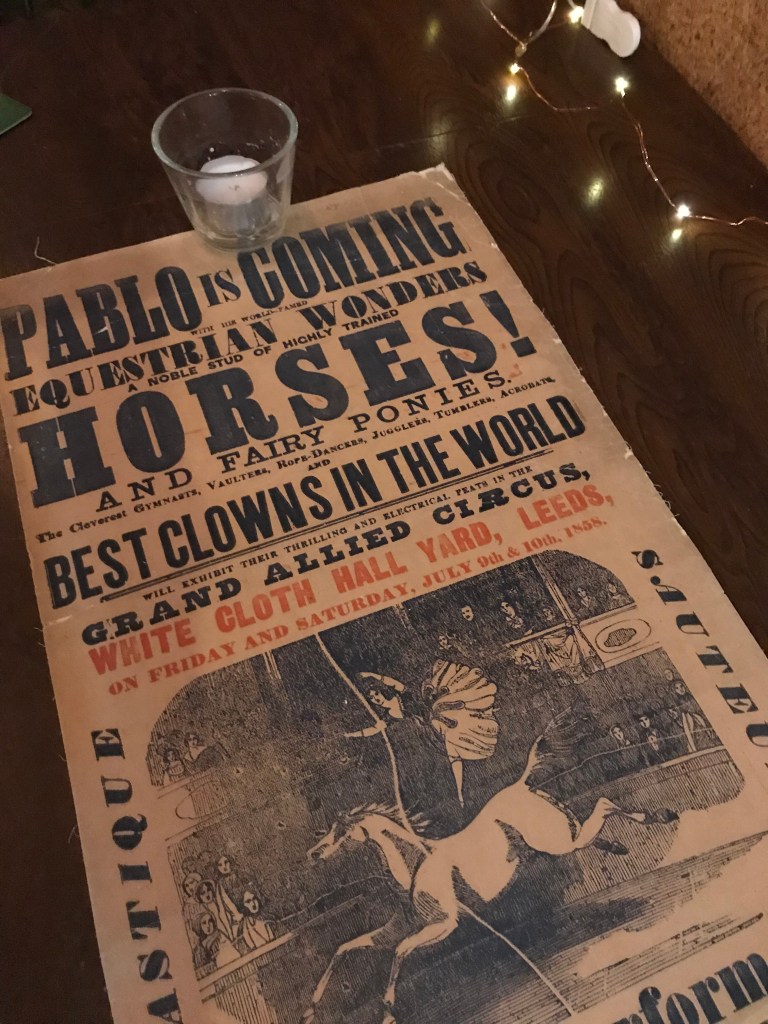 PABLO IS COMING
WITH HIS WORLD-FAMED
EQUESTRIAN WONDERS
A NOBLE STUD OF HIGHLY TRAINED
HORSES!
AND FAIRY PONIES.
The Cleverest GYMNASTS, VAULTERS, ROPE-DANCERS, JUGGLERS, TUMBLERS, ACROBATS,
AND
BEST CLOWNS IN THE WORLD
WILL EXHIBIT THEIR THRILLING AND ELECTRICAL FEATS IN THE
GRAND ALLIED CIRCUS,
WHITE CLOTH HALL YARD, LEEDS,
ON FRIDAY AND SATURDAY, JULY 9th & 10th, 1858.
ASTIQUE
SAUTEU
rform